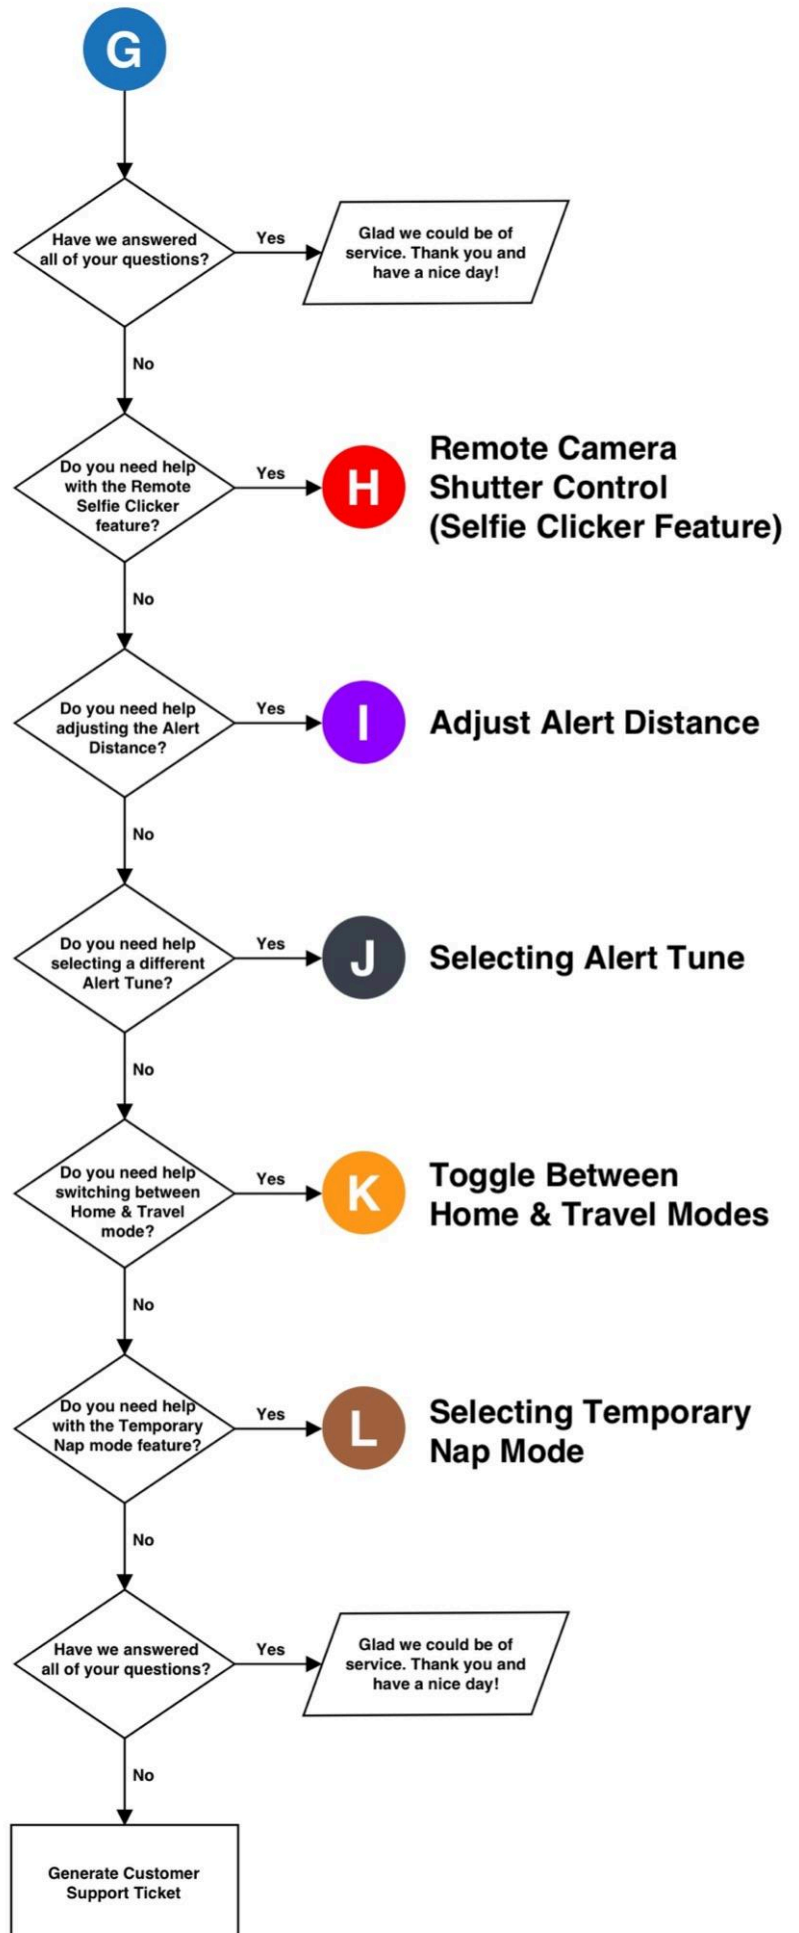 G
Have we answered
all of your questions?
Yes
Glad we could be of
service. Thank you and
have a nice day!
No
Do you need help
with the Remote
Selfie Clicker
feature?
Yes
H
Remote Camera
Shutter Control
(Selfie Clicker Feature)
No
Do you need help
adjusting the Alert
Distance?
Yes
I
Adjust Alert Distance
No
Do you need help
selecting a different
Alert Tune?
Yes
J
Selecting Alert Tune
No
Do you need help
switching between
Home & Travel
mode?
Yes
K
Toggle Between
Home & Travel Modes
No
Do you need help
with the Temporary
Nap mode feature?
Yes
L
Selecting Temporary
Nap Mode
No
Have we answered
all of your questions?
Yes
Glad we could be of
service. Thank you and
have a nice day!
No
Generate Customer
Support Ticket